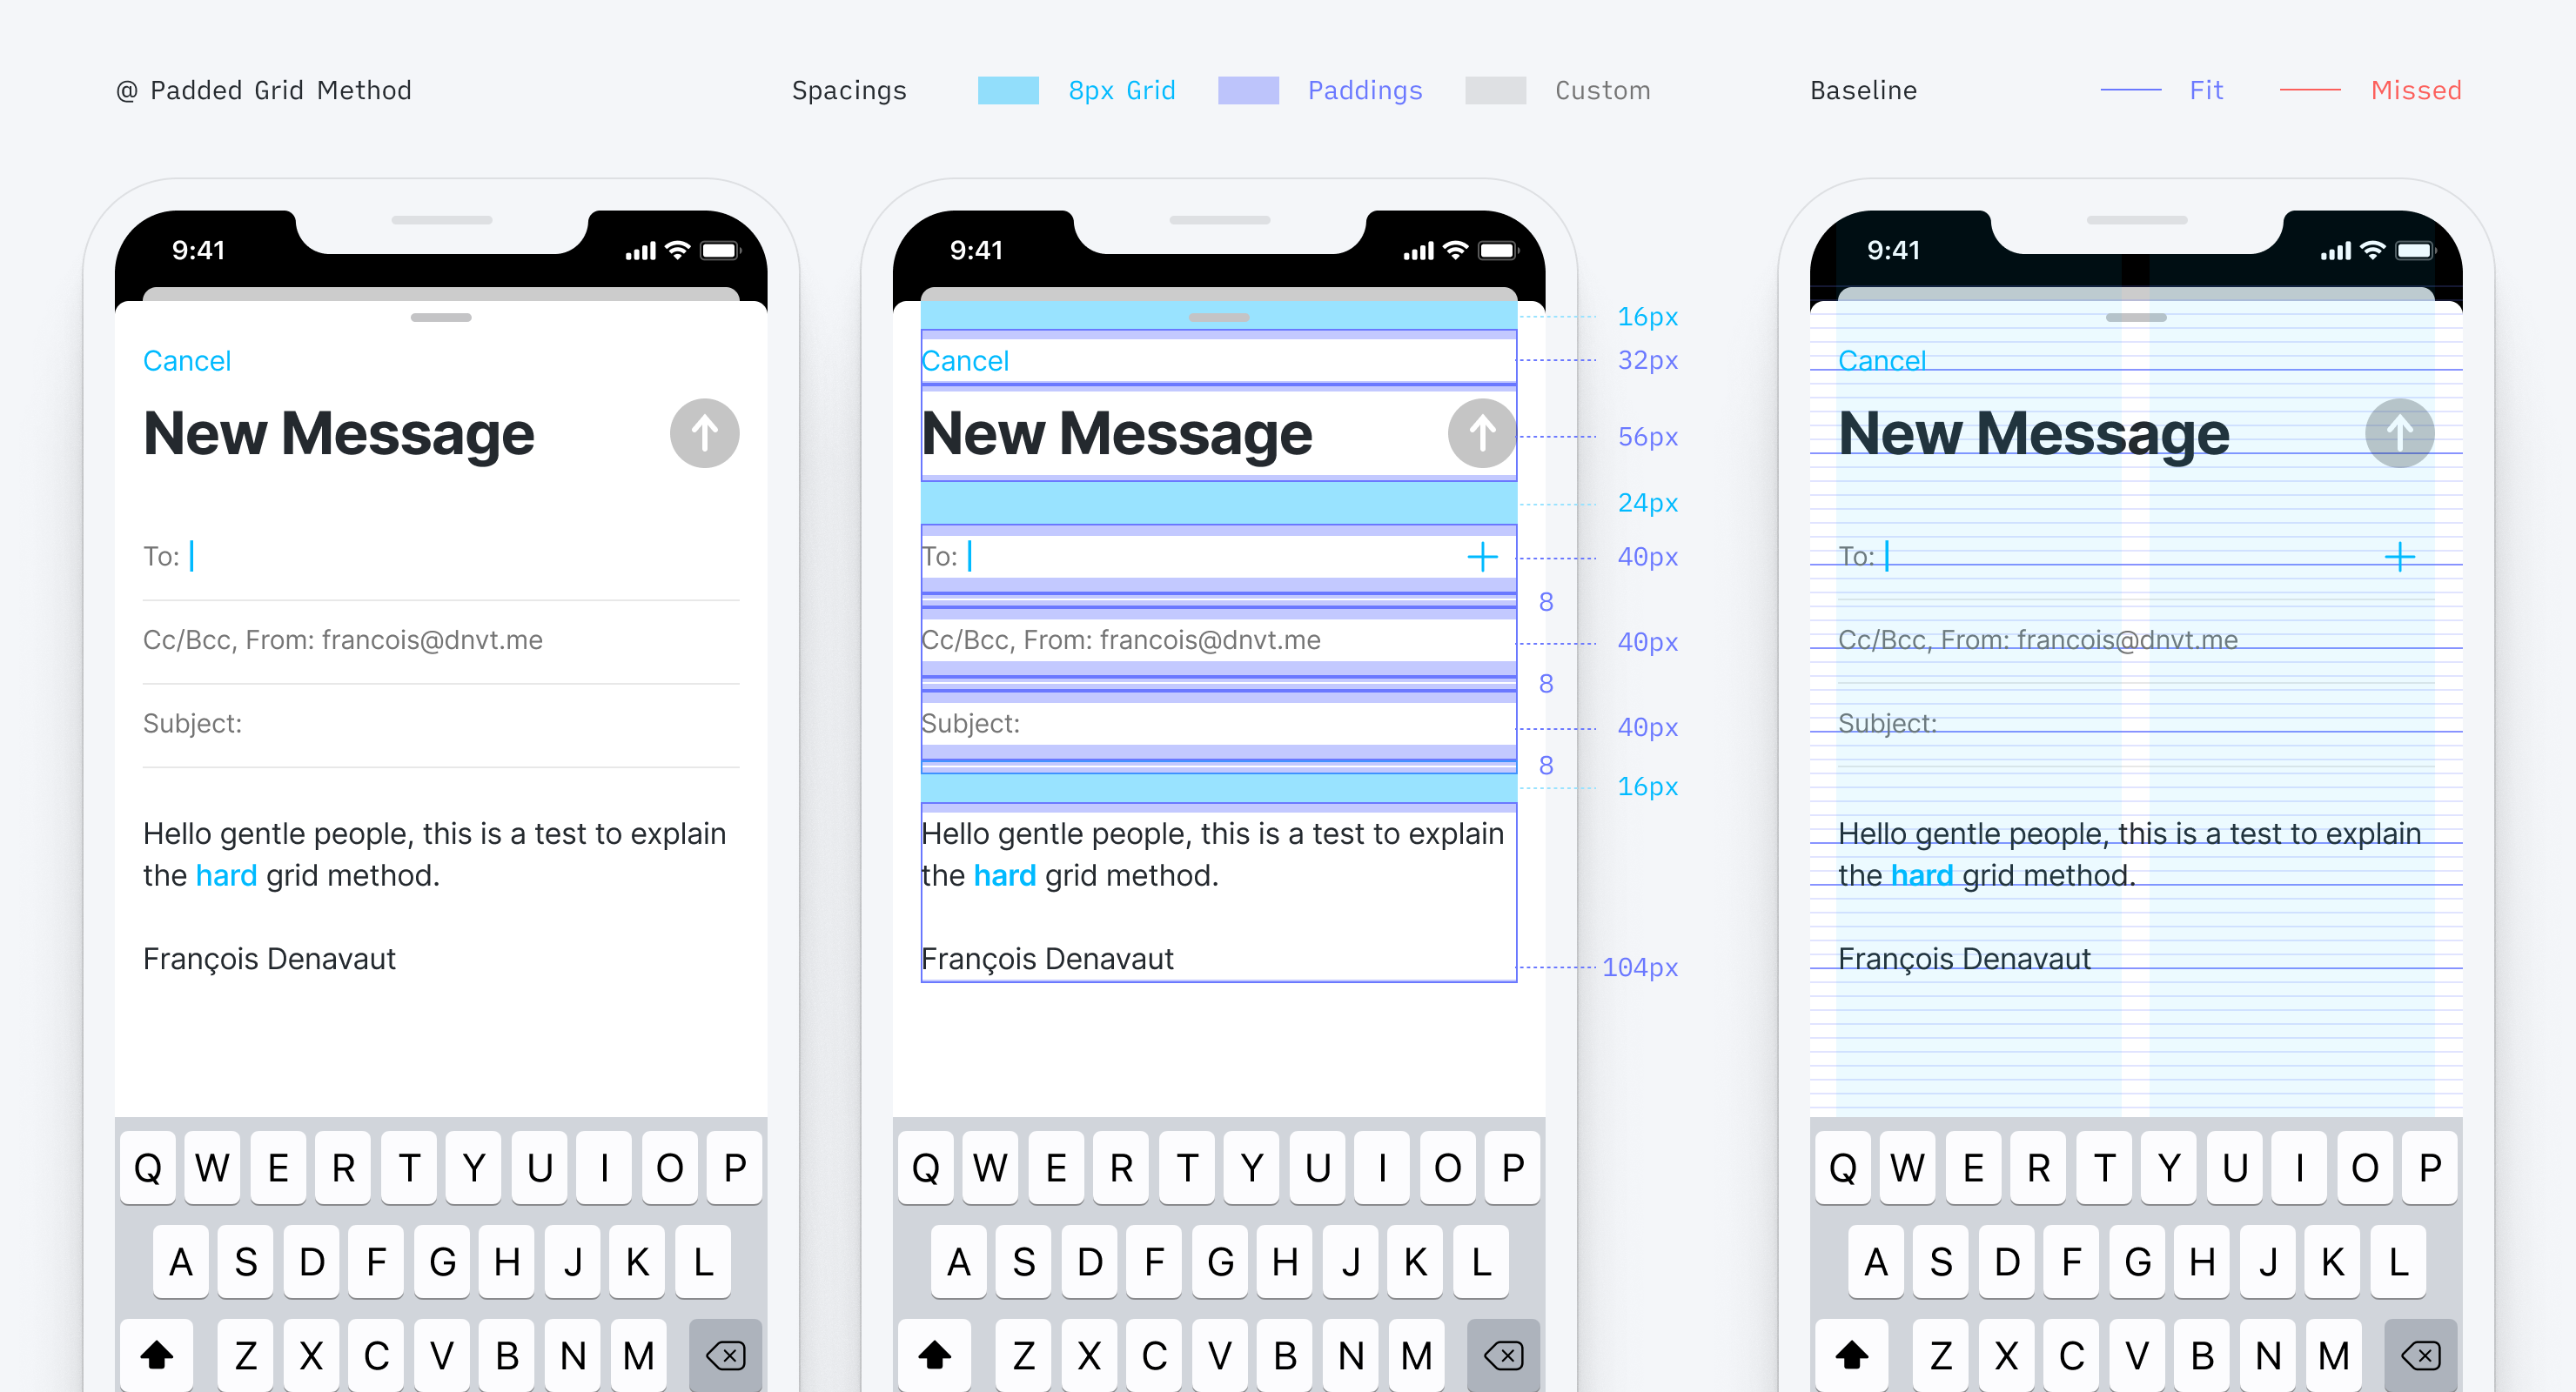 @ Padded Grid Method
Spacings 8px Grid Paddings Custom
Baseline Fit Missed
9:41
Cancel
New Message
To:
Cc/Bcc, From: francois@dnvt.me
Subject:
Hello gentle people, this is a test to explain
the hard grid method.
François Denavaut
Q W E R T Y U I O P
A S D F G H J K L
Z X C V B N M
9:41
Cancel
New Message
To:
Cc/Bcc, From: francois@dnvt.me
Subject:
Hello gentle people, this is a test to explain
the hard grid method.
François Denavaut
Q W E R T Y U I O P
A S D F G H J K L
Z X C V B N M
16px
32px
56px
24px
40px
8
40px
8
40px
8
16px
104px
9:41
Cancel
New Message
To:
Cc/Bcc, From: francois@dnvt.me
Subject:
Hello gentle people, this is a test to explain
the hard grid method.
François Denavaut
Q W E R T Y U I O P
A S D F G H J K L
Z X C V B N M